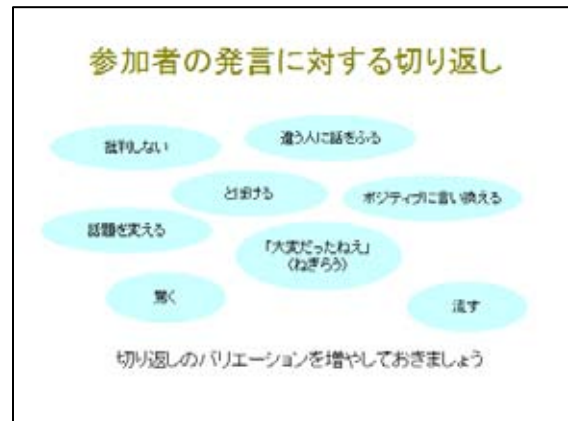 参加者の発言に対する切り返し
批判しない
違う人に話をふる
とぼける
ポジティブに言い換える
話題を変える
「大変だったねえ」
（ねぎらう）
驚く
流す
切り返しのバリエーションを増やしておきましょう